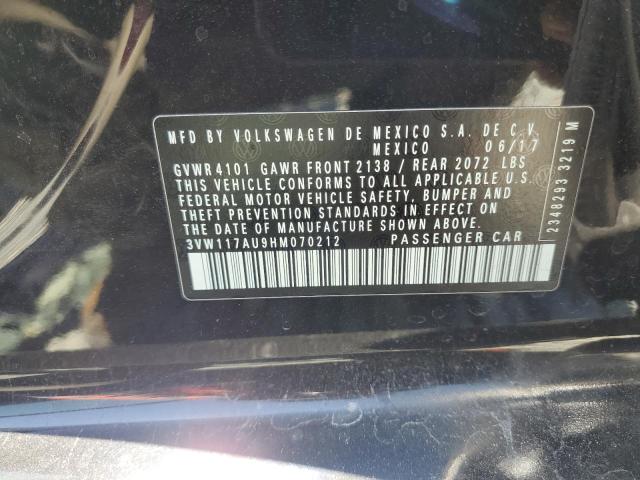 MFD BY VOLKSWAGEN DE MEXICO S.A. DE C.V.
MEXICO 06/17
GVWR 4101 GAWR FRONT 2138 / REAR 2072 LBS
THIS VEHICLE CONFORMS TO ALL APPLICABLE U.S.
FEDERAL MOTOR VEHICLE SAFETY, BUMPER AND
THEFT PREVENTION STANDARDS IN EFFECT ON THE
DATE OF MANUFACTURE SHOWN ABOVE.
3VW117AU9HM070212 PASSENGER CAR
2348293 3219 M